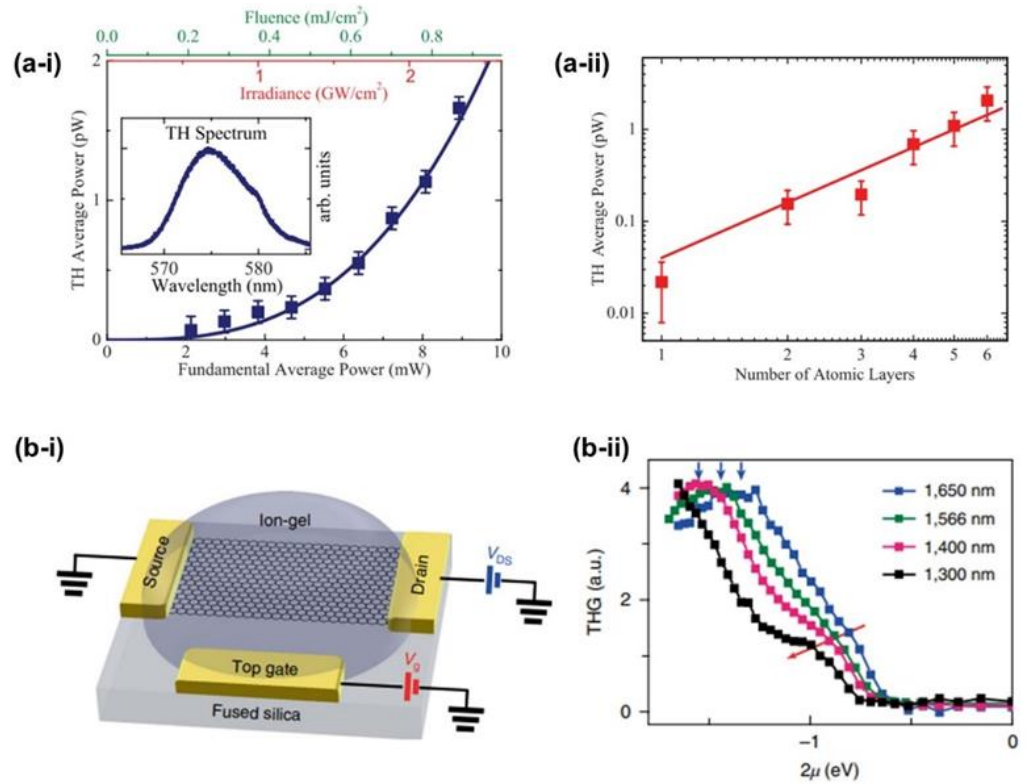 Fluence (mJ/cm²)
0.0 0.2 0.4 0.6 0.8
(a-i)
1 2
Irradiance (GW/cm²)
TH Average Power (pW)
2
1
0
TH Spectrum
arb. units
570 580
Wavelength (nm)
0 2 4 6 8 10
Fundamental Average Power (mW)
(a-ii)
TH Average Power (pW)
1
0.1
0.01
1 2 3 4 5 6
Number of Atomic Layers
(b-i)
Ion-gel
Source
Drain
V_DS
Top gate
V_g
Fused silica
(b-ii)
THG (a.u.)
4
2
0
1,650 nm
1,566 nm
1,400 nm
1,300 nm
−1 0
2μ (eV)